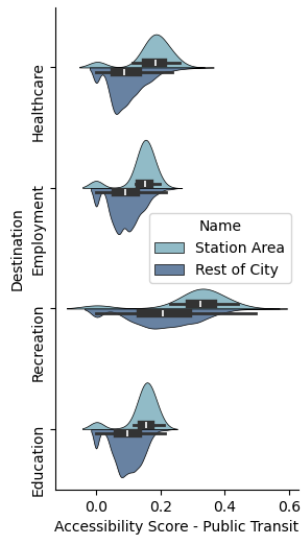 Destination
Healthcare
Employment
Recreation
Education
Name
Station Area
Rest of City
0.0 0.2 0.4 0.6
Accessibility Score - Public Transit